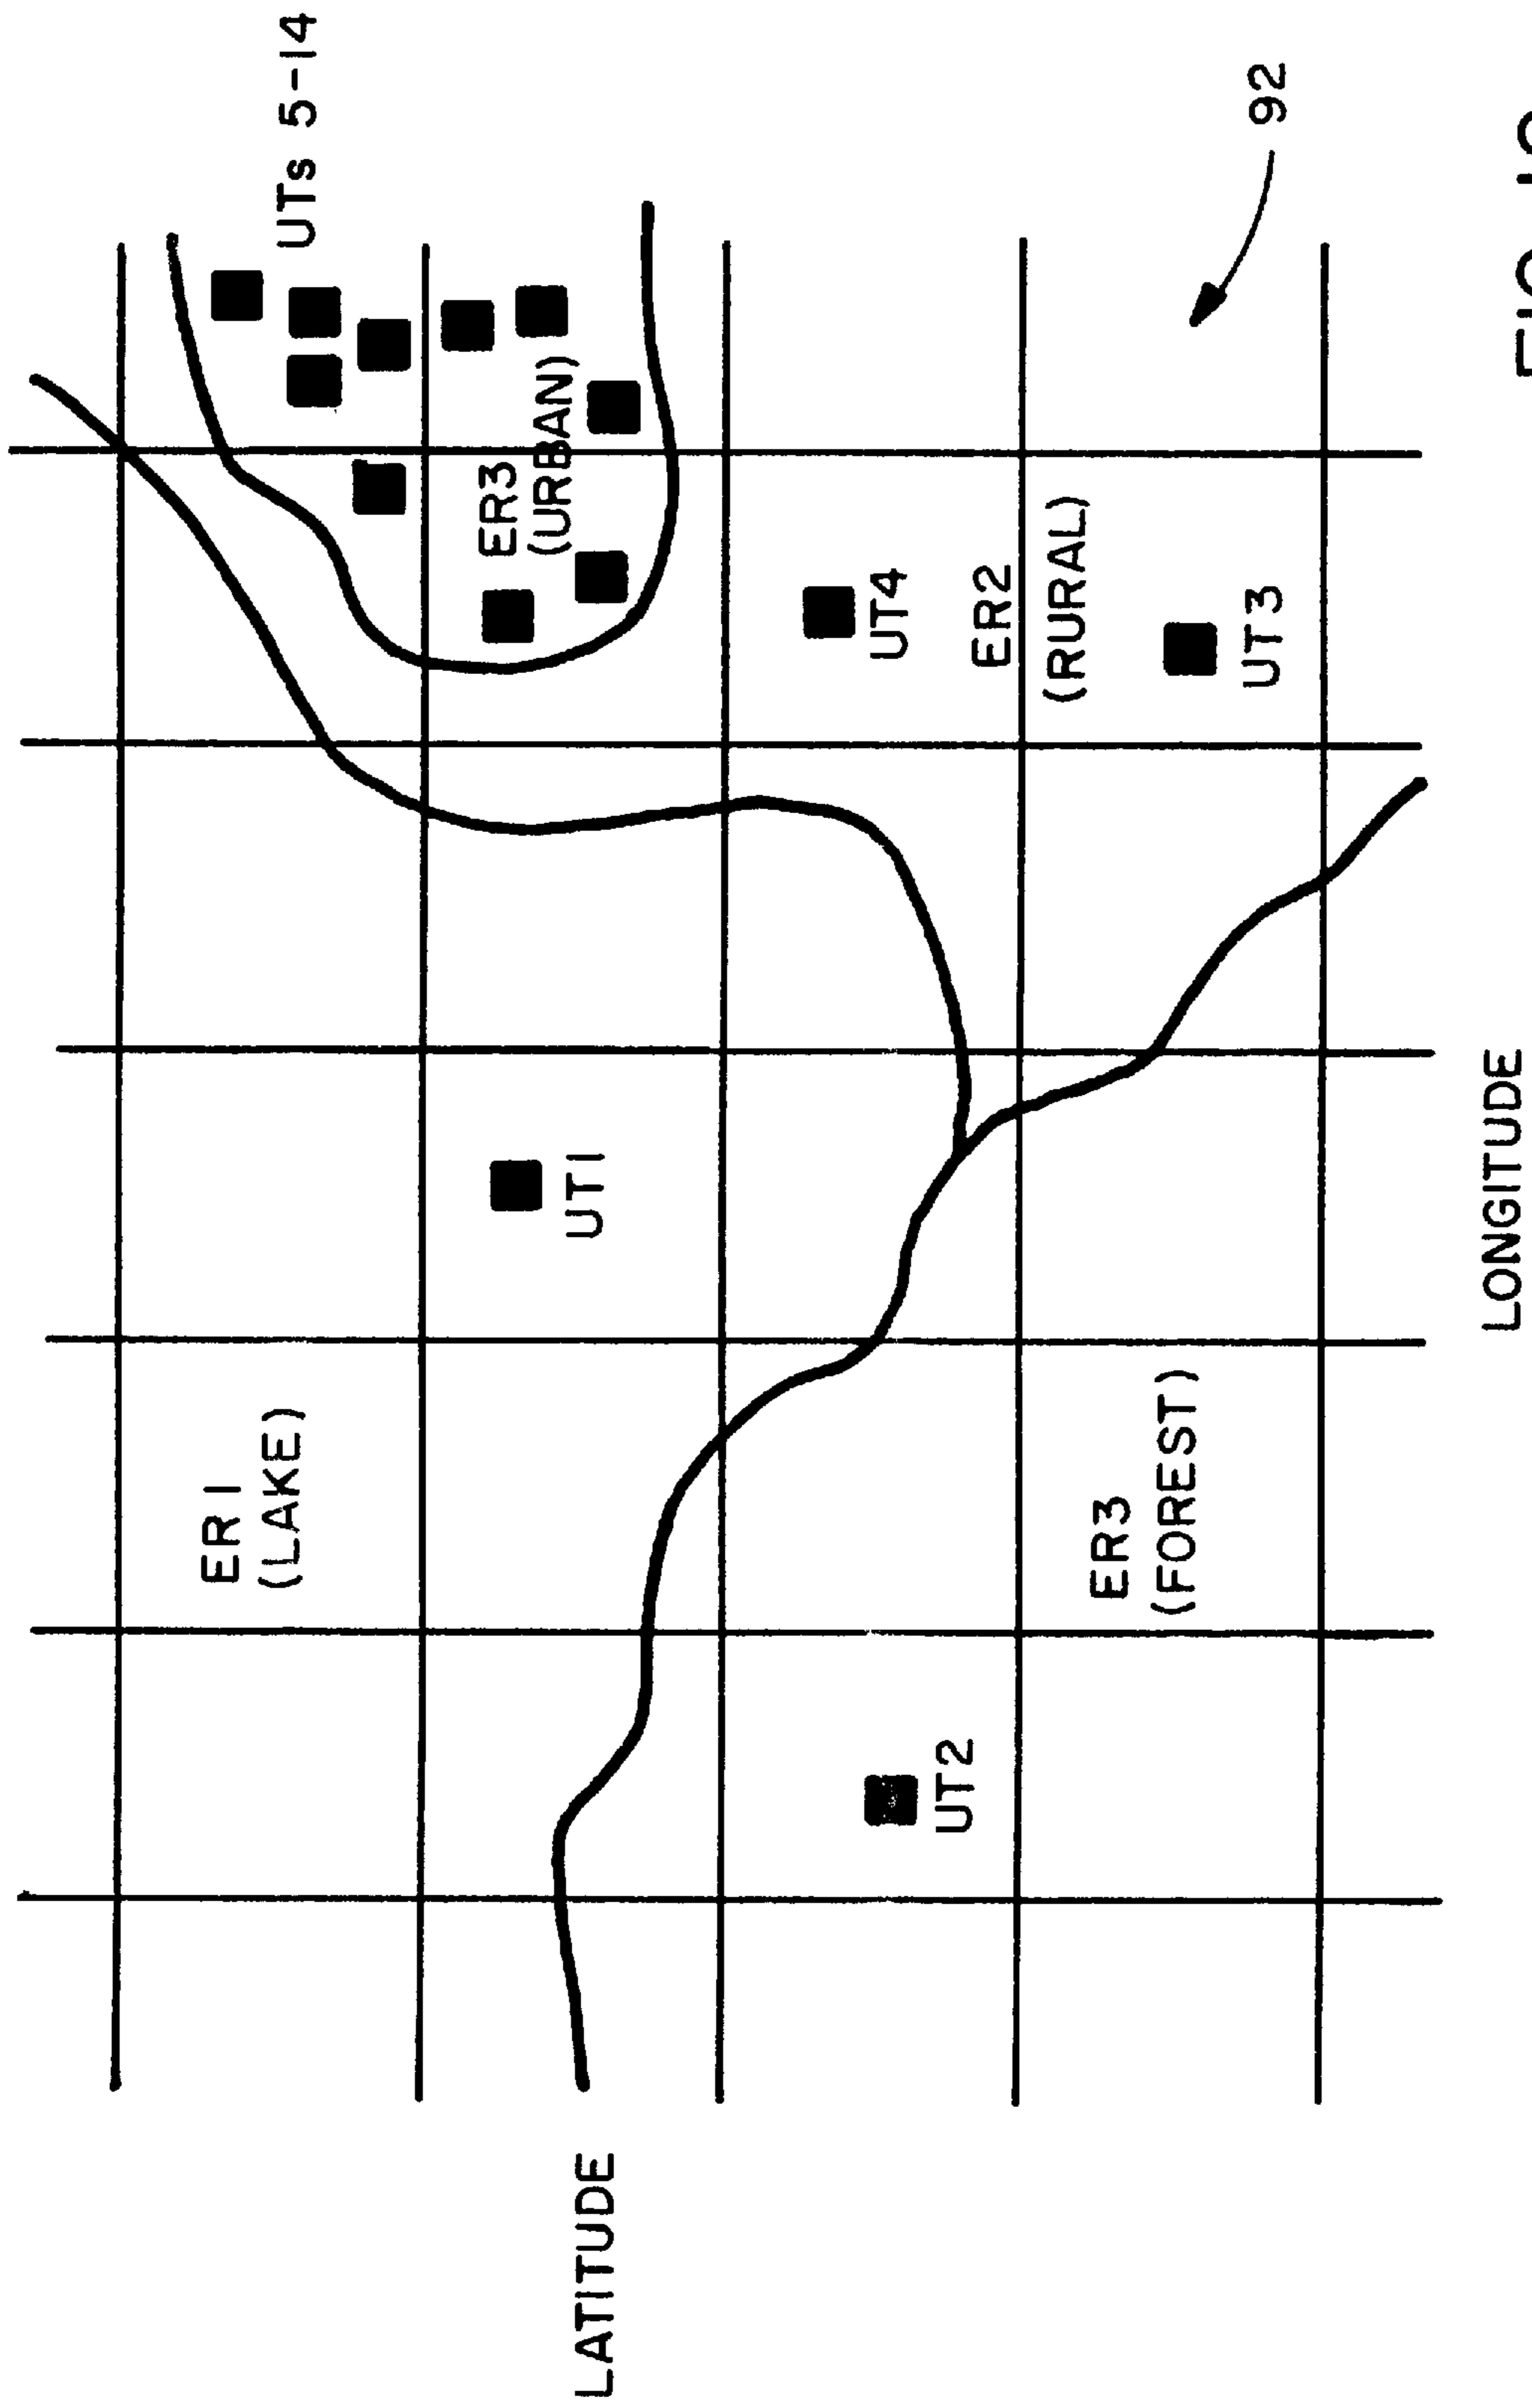 UTs 5-14
ER1
(LAKE)
ER3
(URBAN)
UT1
LATITUDE
UT4
UT2
ER2
(RURAL)
ER3
(FOREST)
UT3
92
LONGITUDE